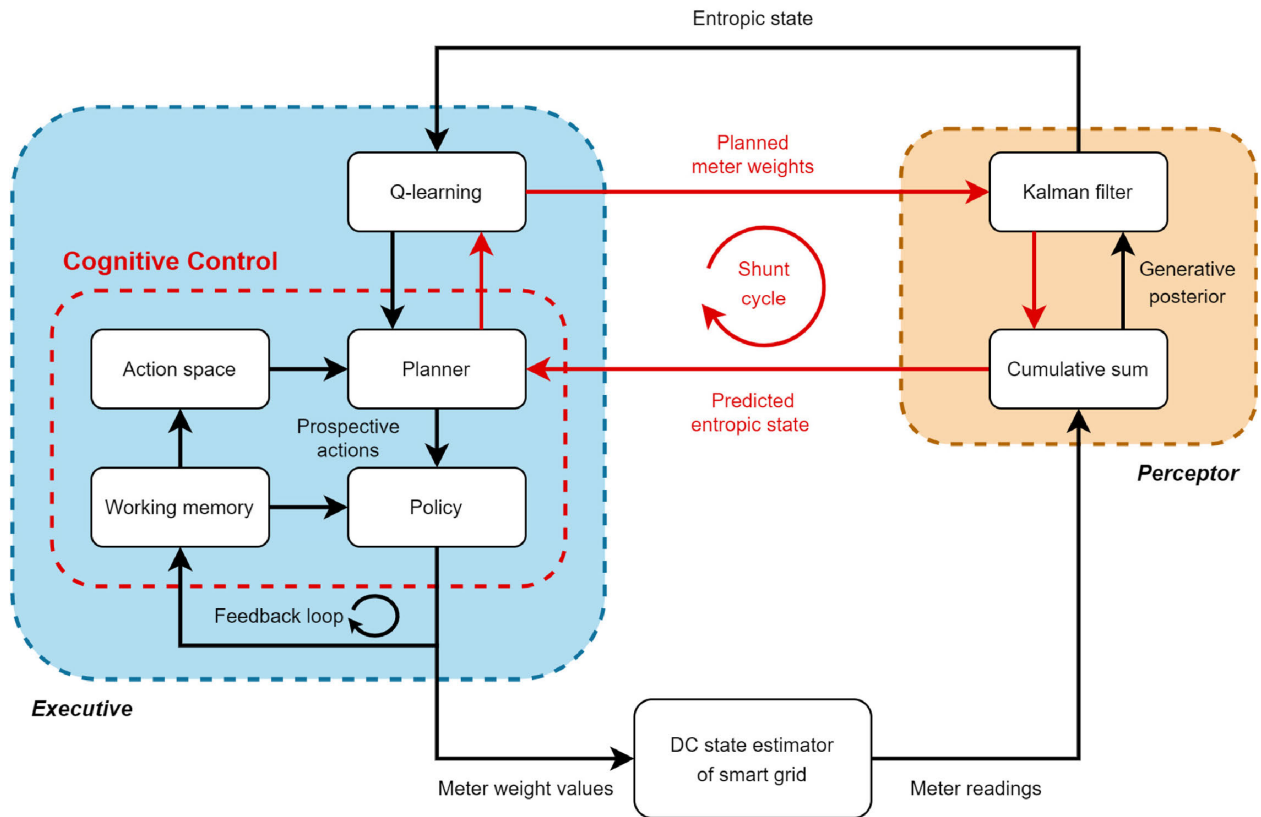 Entropic state
Planned
meter weights
Q-learning
Kalman filter
Cognitive Control
Shunt
cycle
Generative
posterior
Action space
Planner
Cumulative sum
Prospective
actions
Predicted
entropic state
Perceptor
Working memory
Policy
Feedback loop
Executive
DC state estimator
of smart grid
Meter weight values
Meter readings